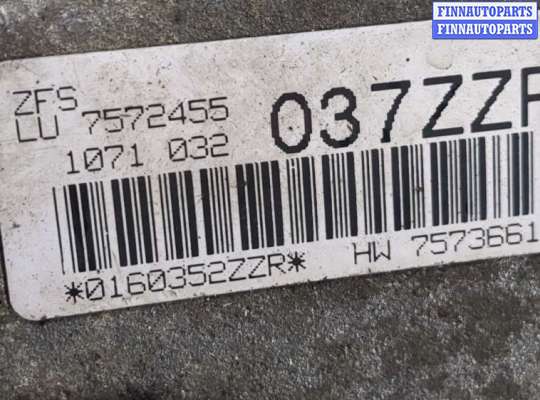 FINNAUTOPARTS
FINNAUTOPARTS
ZFS
LU 7572455
1071 032
037ZZR
*0160352ZZR* HW 7573661